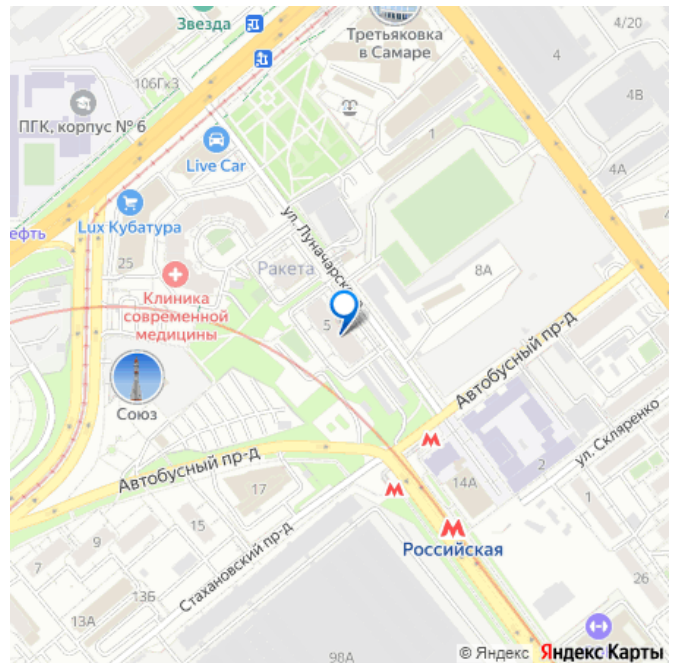 Звезда
4/20
Третьяковка
в Самаре
4
106Гк3
4В
ПГК, корпус № 6
1
Live Car
4А
Lux Кубатура
ул. Луначарского
ефть
25
Ракета
8А
Клиника
современной
медицины
5
Автобусный пр-д
Союз
ул. Скляренко
Автобусный пр-д
2
14А
17
1
15
Российская
9
Стахановский пр-д
7
26
13Б
13А
98А
© Яндекс Яндекс Карты